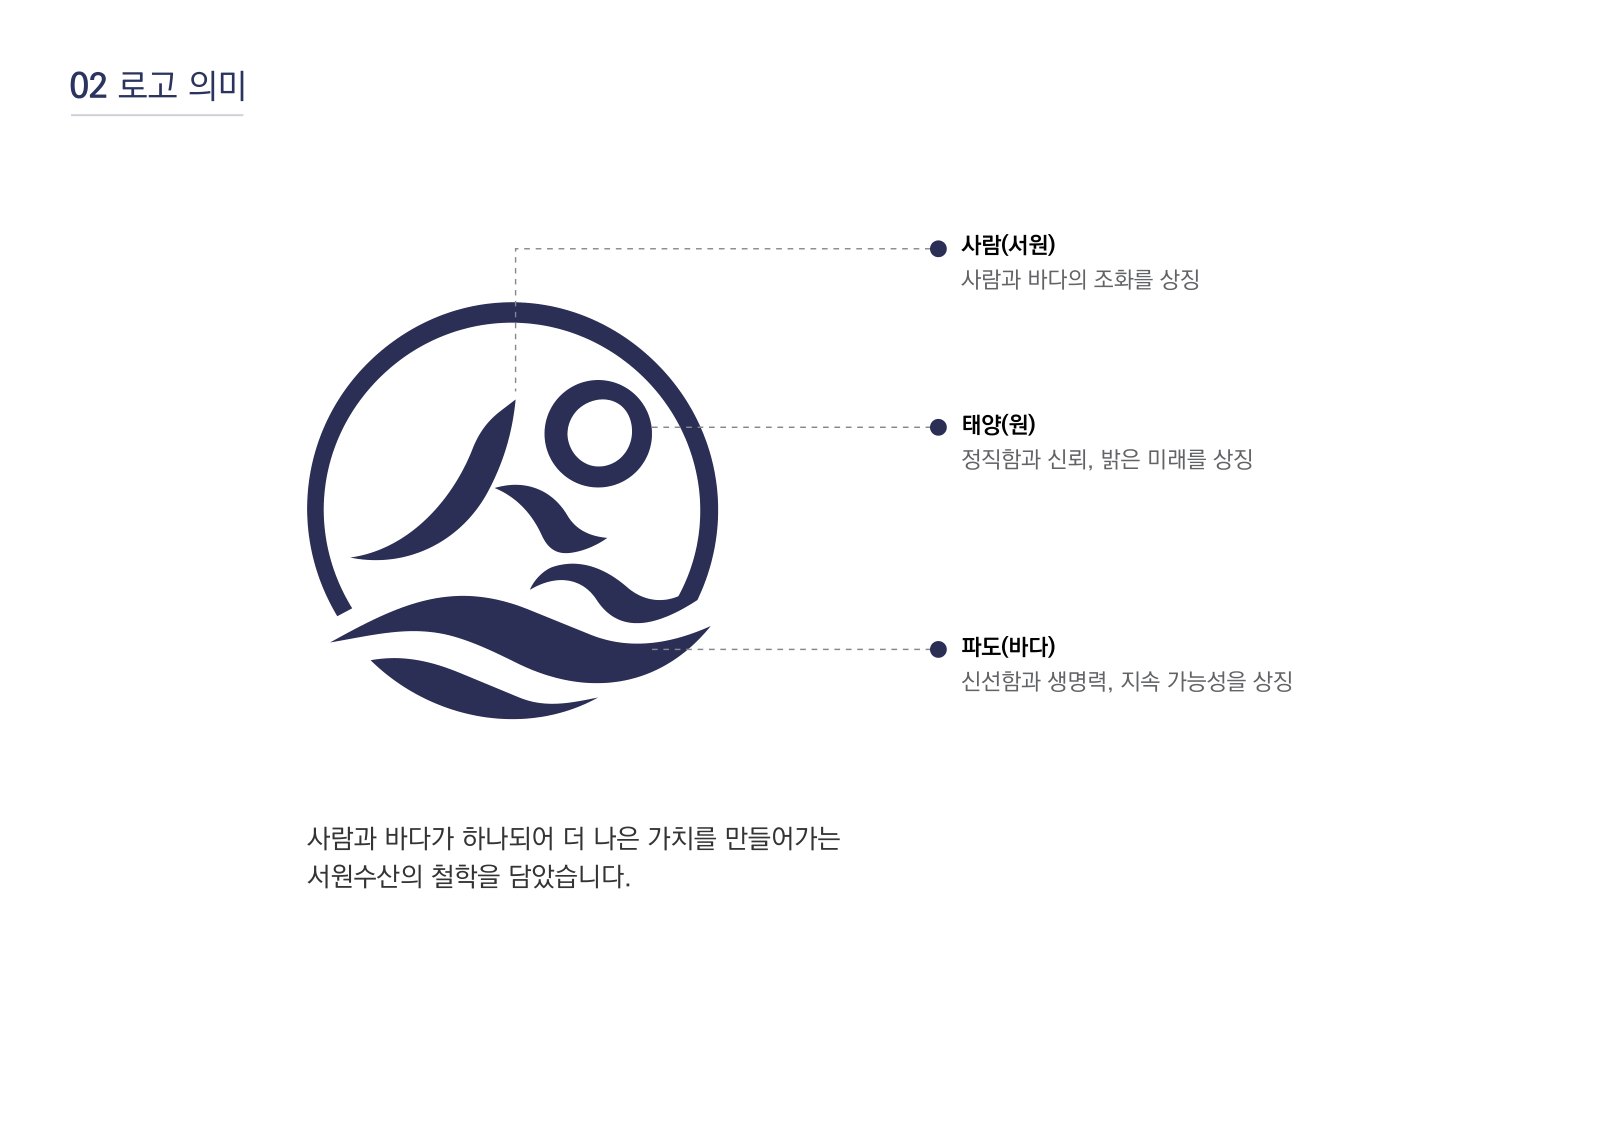 02 로고 의미
사람(서원)
사람과 바다의 조화를 상징
태양(원)
정직함과 신뢰, 밝은 미래를 상징
파도(바다)
신선함과 생명력, 지속 가능성을 상징
사람과 바다가 하나되어 더 나은 가치를 만들어가는
서원수산의 철학을 담았습니다.